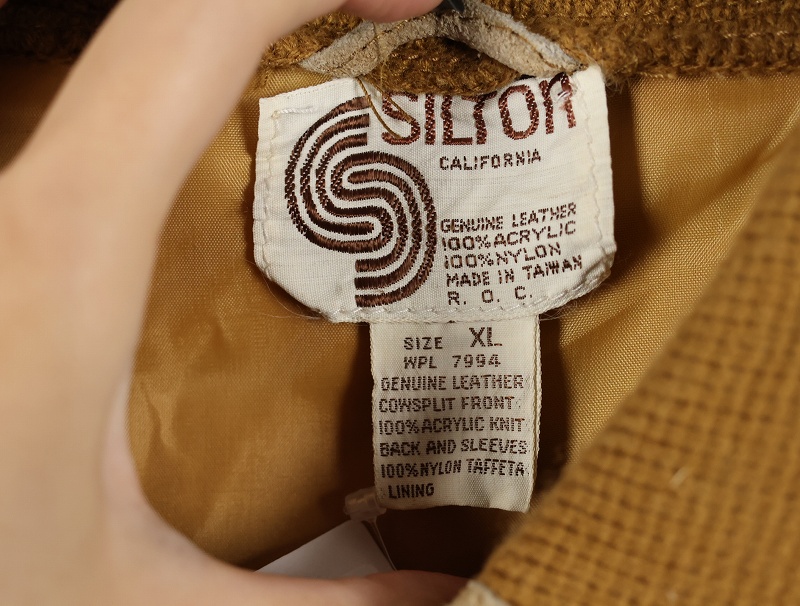 SILTON
CALIFORNIA
GENUINE LEATHER
100% ACRYLIC
100% NYLON
MADE IN TAIWAN
R. O. C.
SIZE XL
WPL 7994
GENUINE LEATHER
COWSPLIT FRONT
100% ACRYLIC KNIT
BACK AND SLEEVES
100% NYLON TAFFETA
LINING